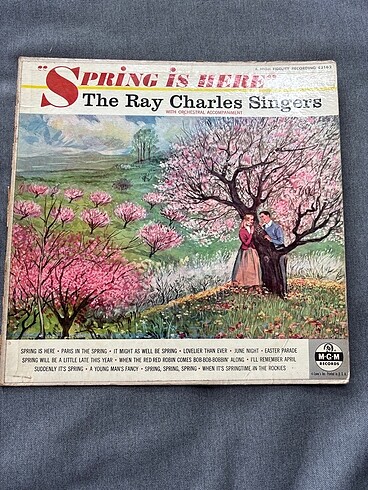 A HIGH FIDELITY RECORDING E3163
"SPRING IS HERE"
The Ray Charles Singers
WITH ORCHESTRAL ACCOMPANIMENT
SPRING IS HERE • PARIS IN THE SPRING • IT MIGHT AS WELL BE SPRING • LOVELIER THAN EVER • JUNE NIGHT • EASTER PARADE
SPRING WILL BE A LITTLE LATE THIS YEAR • WHEN THE RED RED ROBIN COMES BOB-BOB-BOBBIN' ALONG • I'LL REMEMBER APRIL
SUDDENLY IT'S SPRING • A YOUNG MAN'S FANCY • SPRING, SPRING, SPRING • WHEN IT'S SPRINGTIME IN THE ROCKIES
M-G-M
RECORDS
Printed in U.S.A.